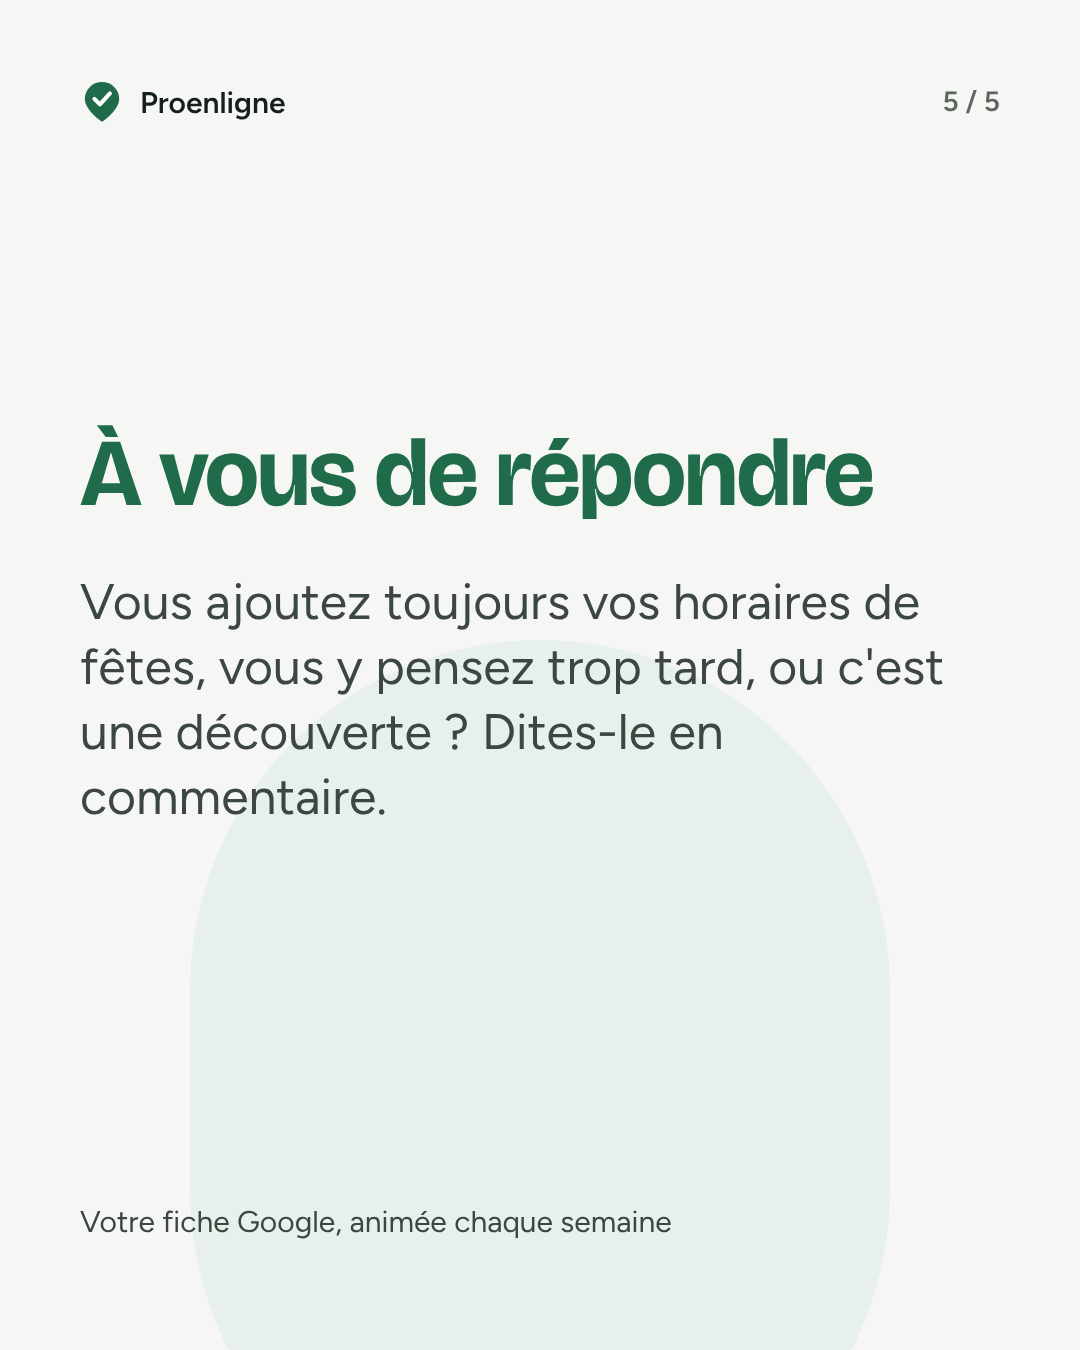 Proenligne
5 / 5
À vous de répondre
Vous ajoutez toujours vos horaires de
fêtes, vous y pensez trop tard, ou c'est
une découverte ? Dites-le en
commentaire.
Votre fiche Google, animée chaque semaine